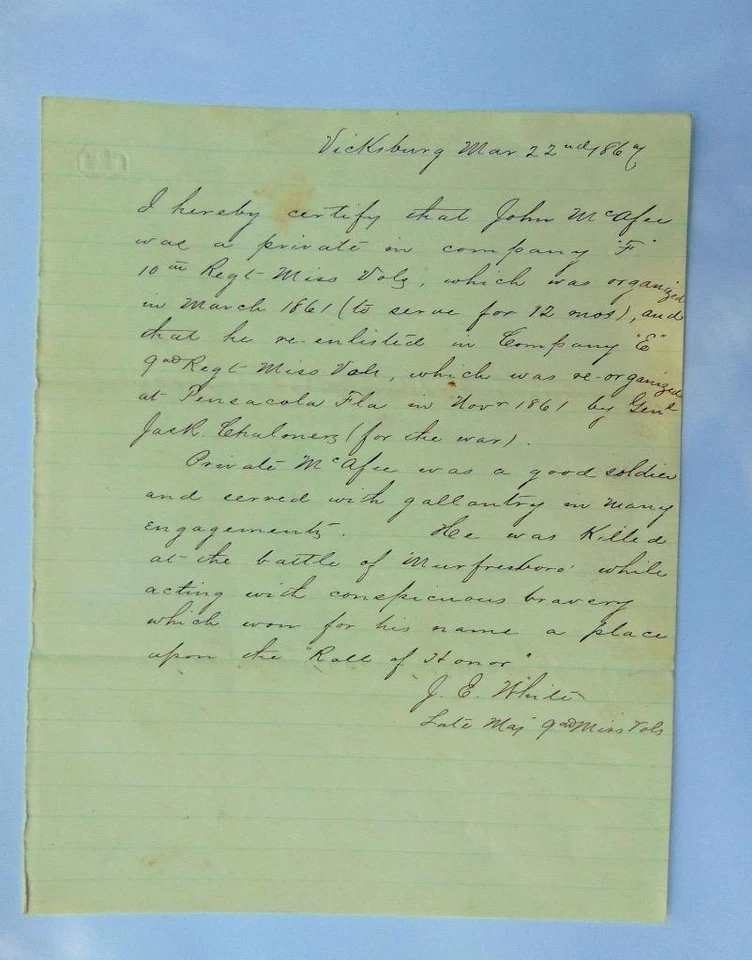 Vicksburg Mar 22nd 1867
I hereby certify that John McAfee
was a private in company "F"
10th Regt Miss Vols, which was organized
in March 1861 (to serve for 12 mos), and
that he re-enlisted in Company "E"
Regt Miss Vols, which was re-organized
at Pensacola Fla in Novr 1861 by Genl
Jack Chalmers (for the war).
Private McAfee was a good soldier
and served with gallantry in many
engagements. He was killed
at the battle of Murfresboro while
acting with conspicuous bravery
which won for his name a place
upon the "Roll of Honor"
J. E. White
Late Maj Miss Vols